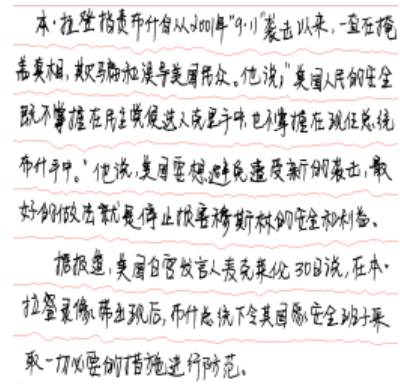 本·拉登指责布什自从2001年“9·11”袭击以来,一直在掩
盖真相,欺骗和误导美国民众。他说,“美国人民的安全
既不掌握在民主党候选人克里手中,也不掌握在现任总统
布什手中。”他说,美国要想避免遭受新的袭击,最
好的做法就是停止损害穆斯林的安全和利益。
据报道,美国白宫发言人麦克莱伦30日说,在本·
拉登录像带出现后,布什总统下令美国家安全班子采
取一切必要的措施进行防范。